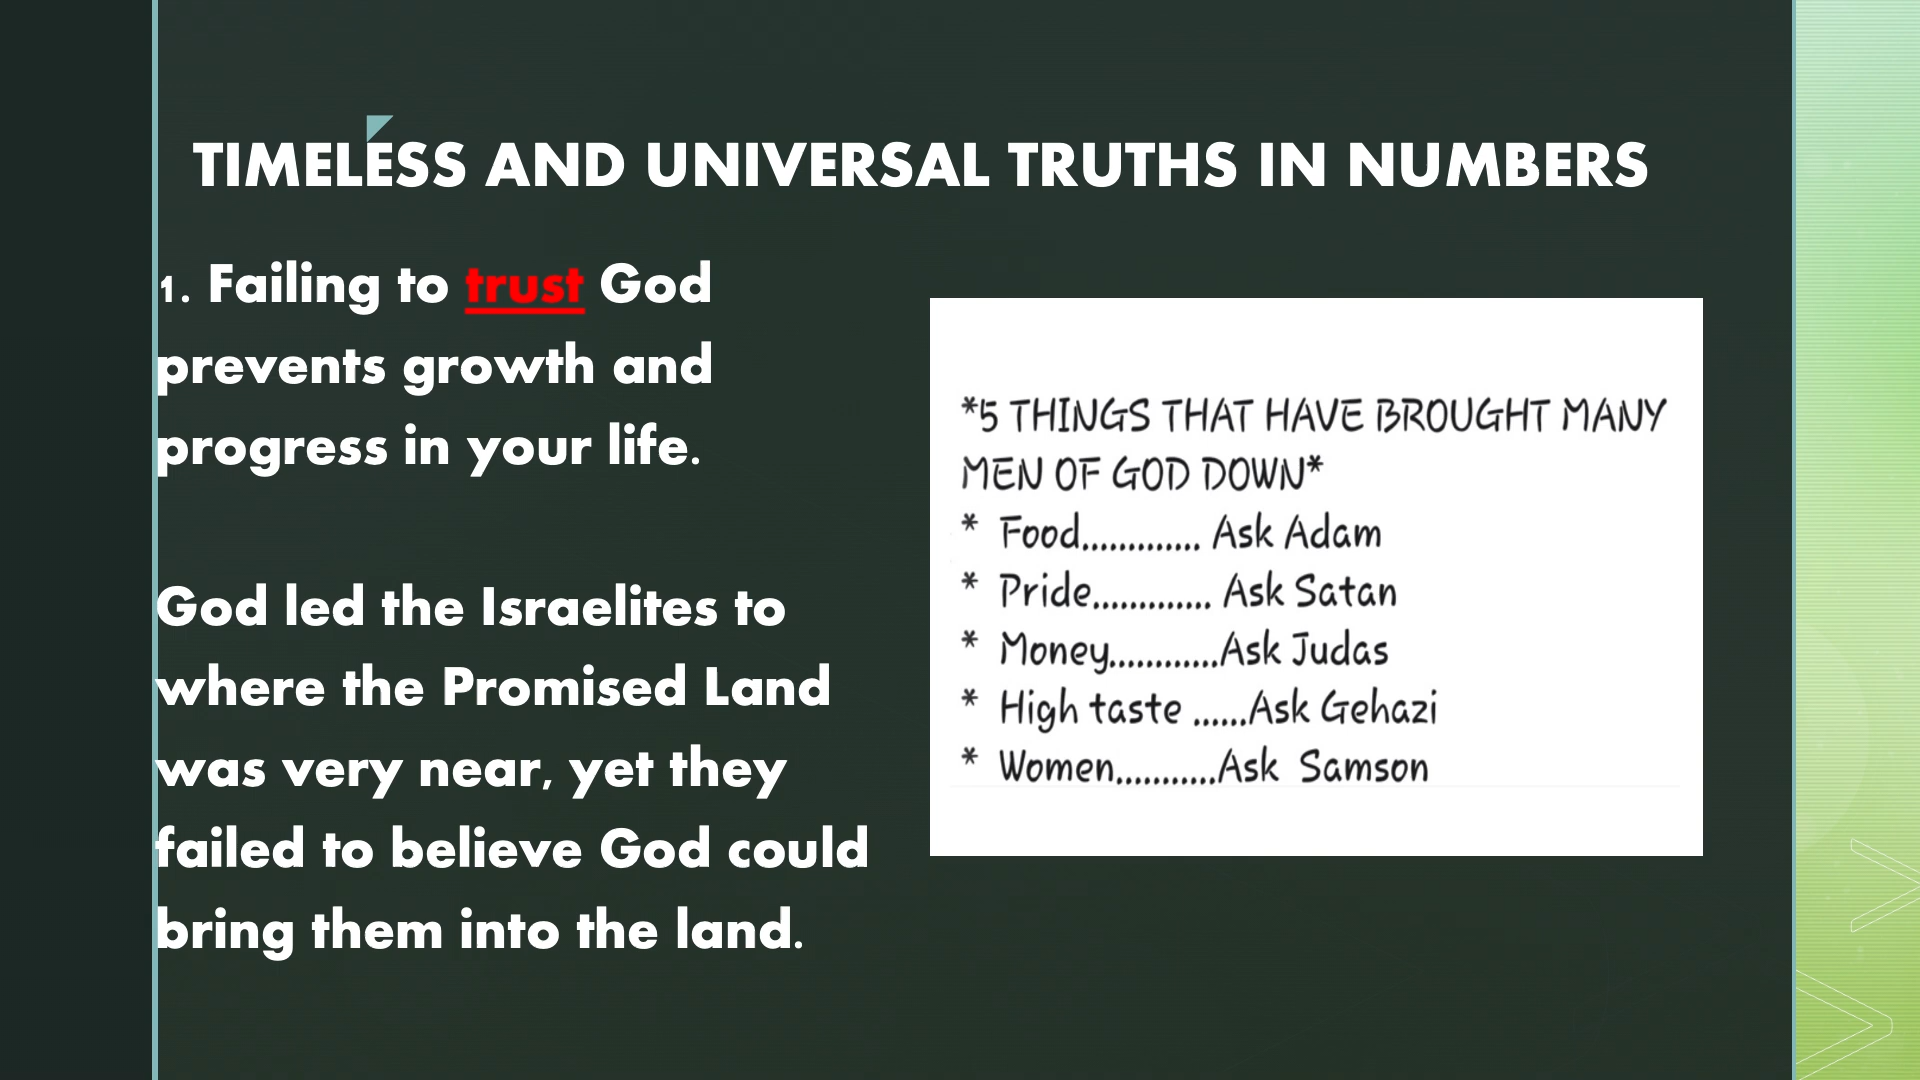 TIMELESS AND UNIVERSAL TRUTHS IN NUMBERS
1. Failing to trust God
prevents growth and
progress in your life.
God led the Israelites to
where the Promised Land
was very near, yet they
failed to believe God could
bring them into the land.
*5 THINGS THAT HAVE BROUGHT MANY
MEN OF GOD DOWN*
* Food............. Ask Adam
* Pride............. Ask Satan
* Money............Ask Judas
* High taste ......Ask Gehazi
* Women...........Ask Samson